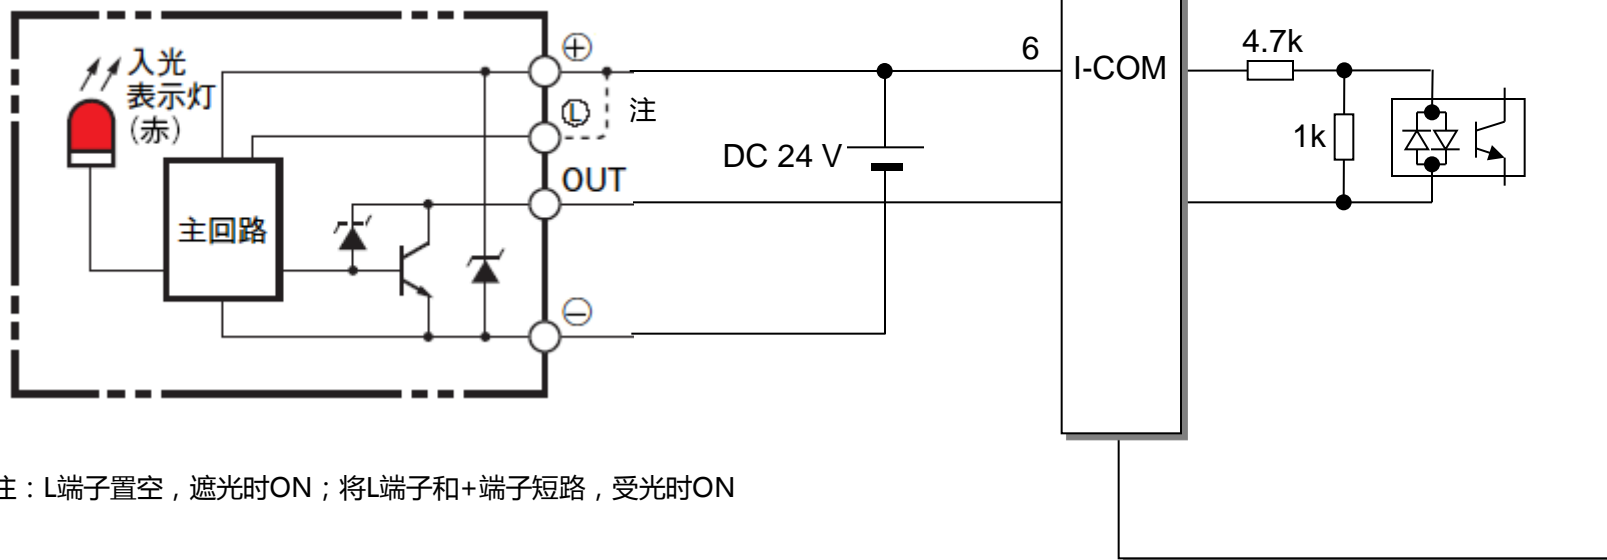 入光
表示灯
(赤)
⊕
Ⓛ
注
OUT
主回路
⊖
DC 24 V
6
I-COM
4.7k
1k
注：L端子置空，遮光时ON；将L端子和+端子短路，受光时ON